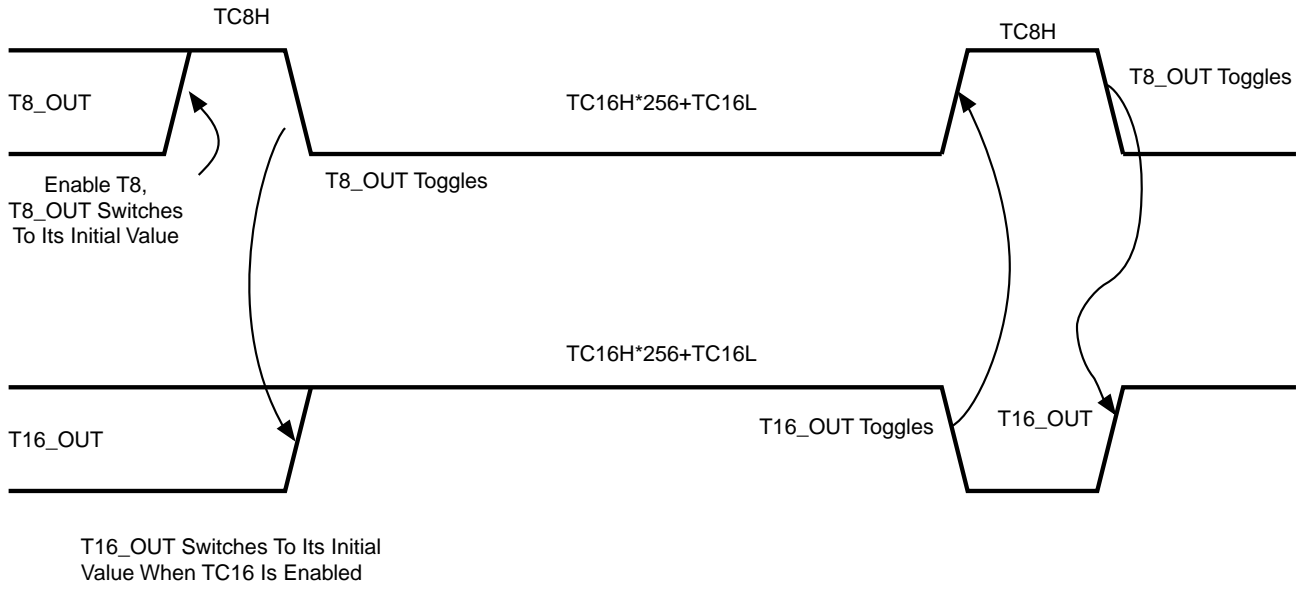 TC8H
TC8H
T8_OUT
TC16H*256+TC16L
T8_OUT Toggles
Enable T8,
T8_OUT Switches
To Its Initial Value
T8_OUT Toggles
TC16H*256+TC16L
T16_OUT
T16_OUT Toggles
T16_OUT
T16_OUT Switches To Its Initial
Value When TC16 Is Enabled